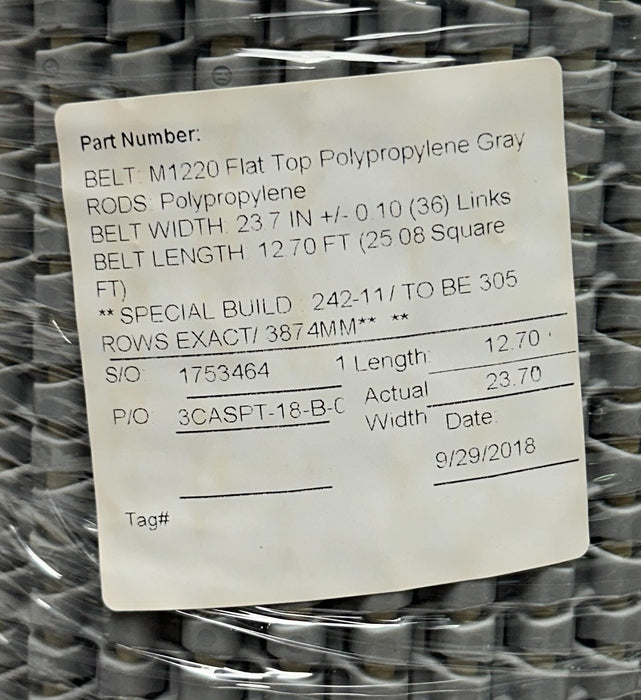 Part Number:
BELT: M1220 Flat Top Polypropylene Gray
RODS: Polypropylene
BELT WIDTH: 23.7 IN +/- 0.10 (36) Links
BELT LENGTH: 12.70 FT (25.08 Square
FT)
** SPECIAL BUILD : 242-11/ TO BE 305
ROWS EXACT/ 3874MM** **
S/O: 1753464 1 Length: 12.70 '
P/O: 3CASPT-18-B-C Actual 23.70
Width Date:
9/29/2018
Tag#